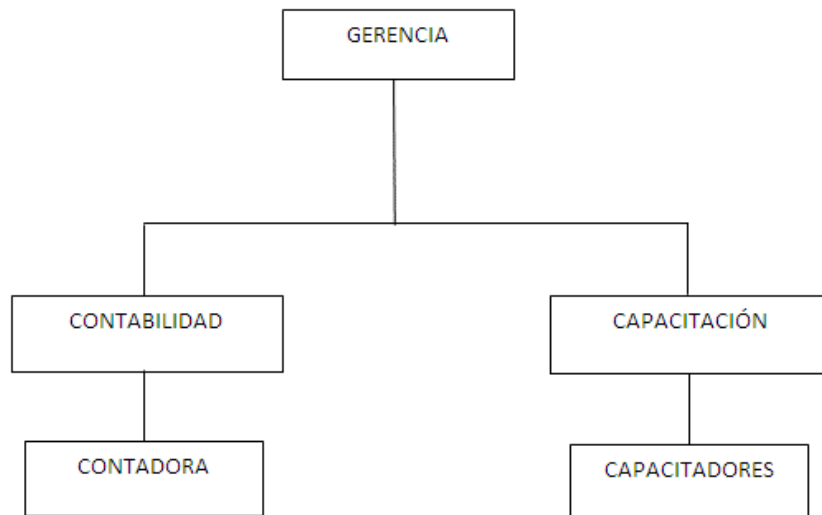 GERENCIA
CONTABILIDAD
CAPACITACIÓN
CONTADORA
CAPACITADORES